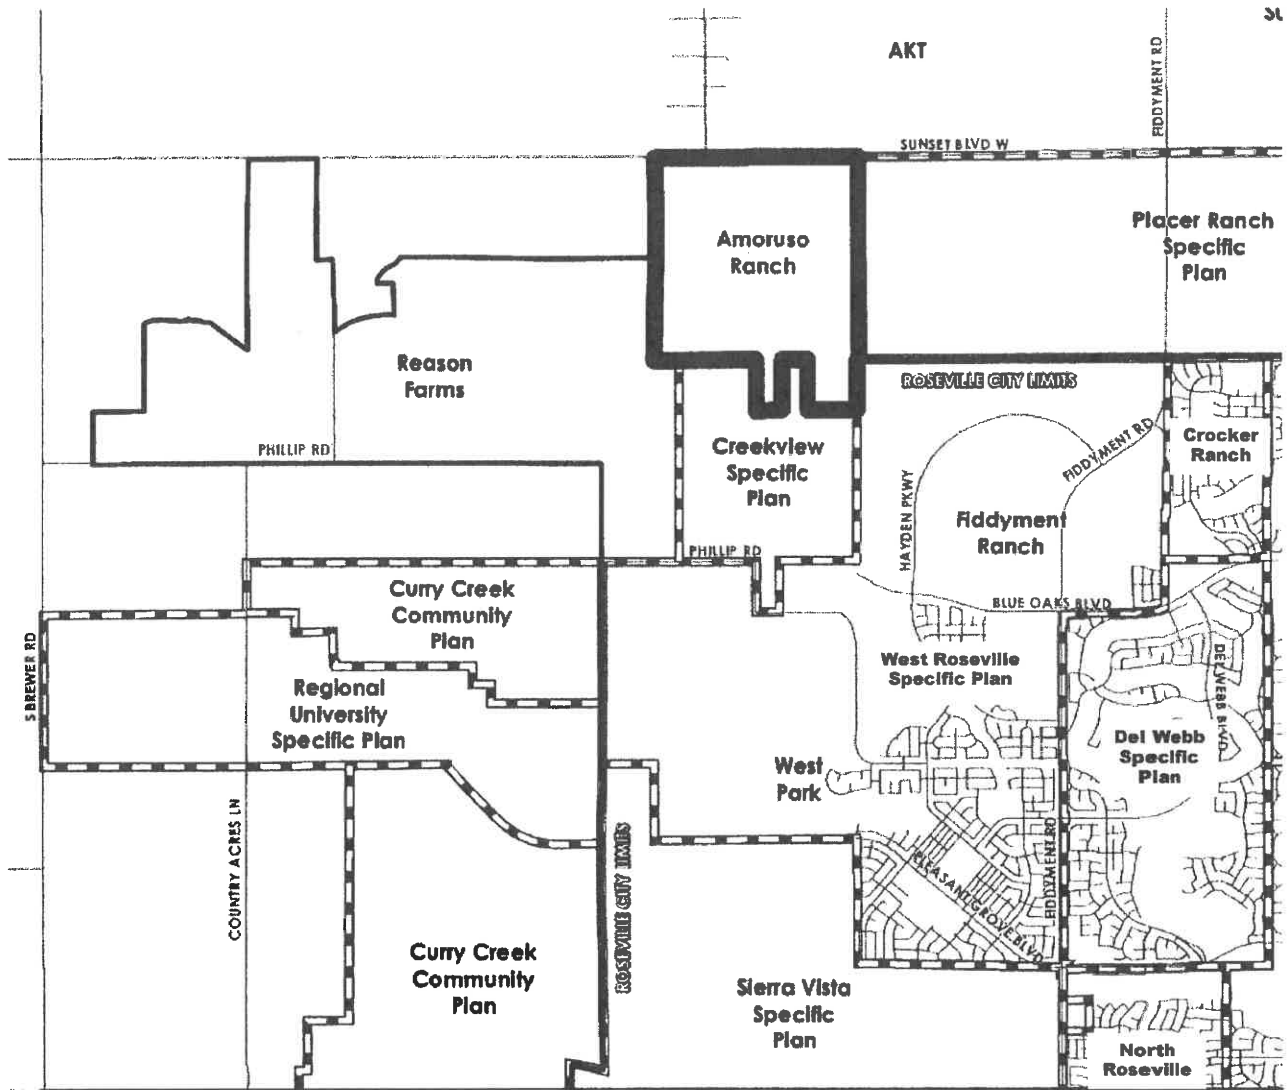 AKT
FIDDYMENT RD
SUNSET BLVD W
Placer Ranch
Specific
Plan
Amoruso
Ranch
Reason
Farms
ROSEVILLE CITY LIMITS
PHILLIP RD
Creekview
Specific
Plan
FIDDYMENT RD
Crocker
Ranch
HAYDEN PKWY
Fiddyment
Ranch
PHILLIP RD
Curry Creek
Community
Plan
BLUE OAKS BLVD
S BREWER RD
Regional
University
Specific Plan
West Roseville
Specific Plan
DEL WEBB BLVD
Del Webb
Specific
Plan
West
Park
COUNTRY ACRES LN
ROSEVILLE CITY LIMITS
FIDDYMENT RD
PLEASANT GROVE BLVD
Curry Creek
Community
Plan
Sierra Vista
Specific
Plan
North
Roseville